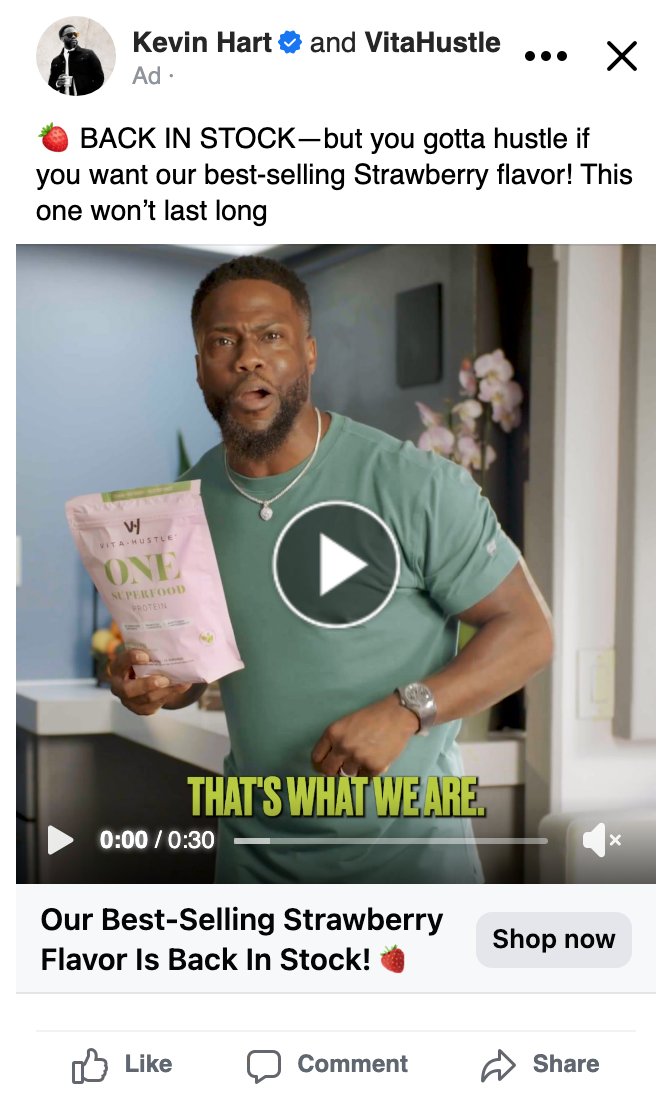 Kevin Hart and VitaHustle
Ad ·
🍓 BACK IN STOCK—but you gotta hustle if
you want our best-selling Strawberry flavor! This
one won’t last long
VH
VITA·HUSTLE
ONE
SUPERFOOD
PROTEIN
THAT'S WHAT WE ARE.
0:00 / 0:30
Our Best-Selling Strawberry
Flavor Is Back In Stock! 🍓
Shop now
Like
Comment
Share